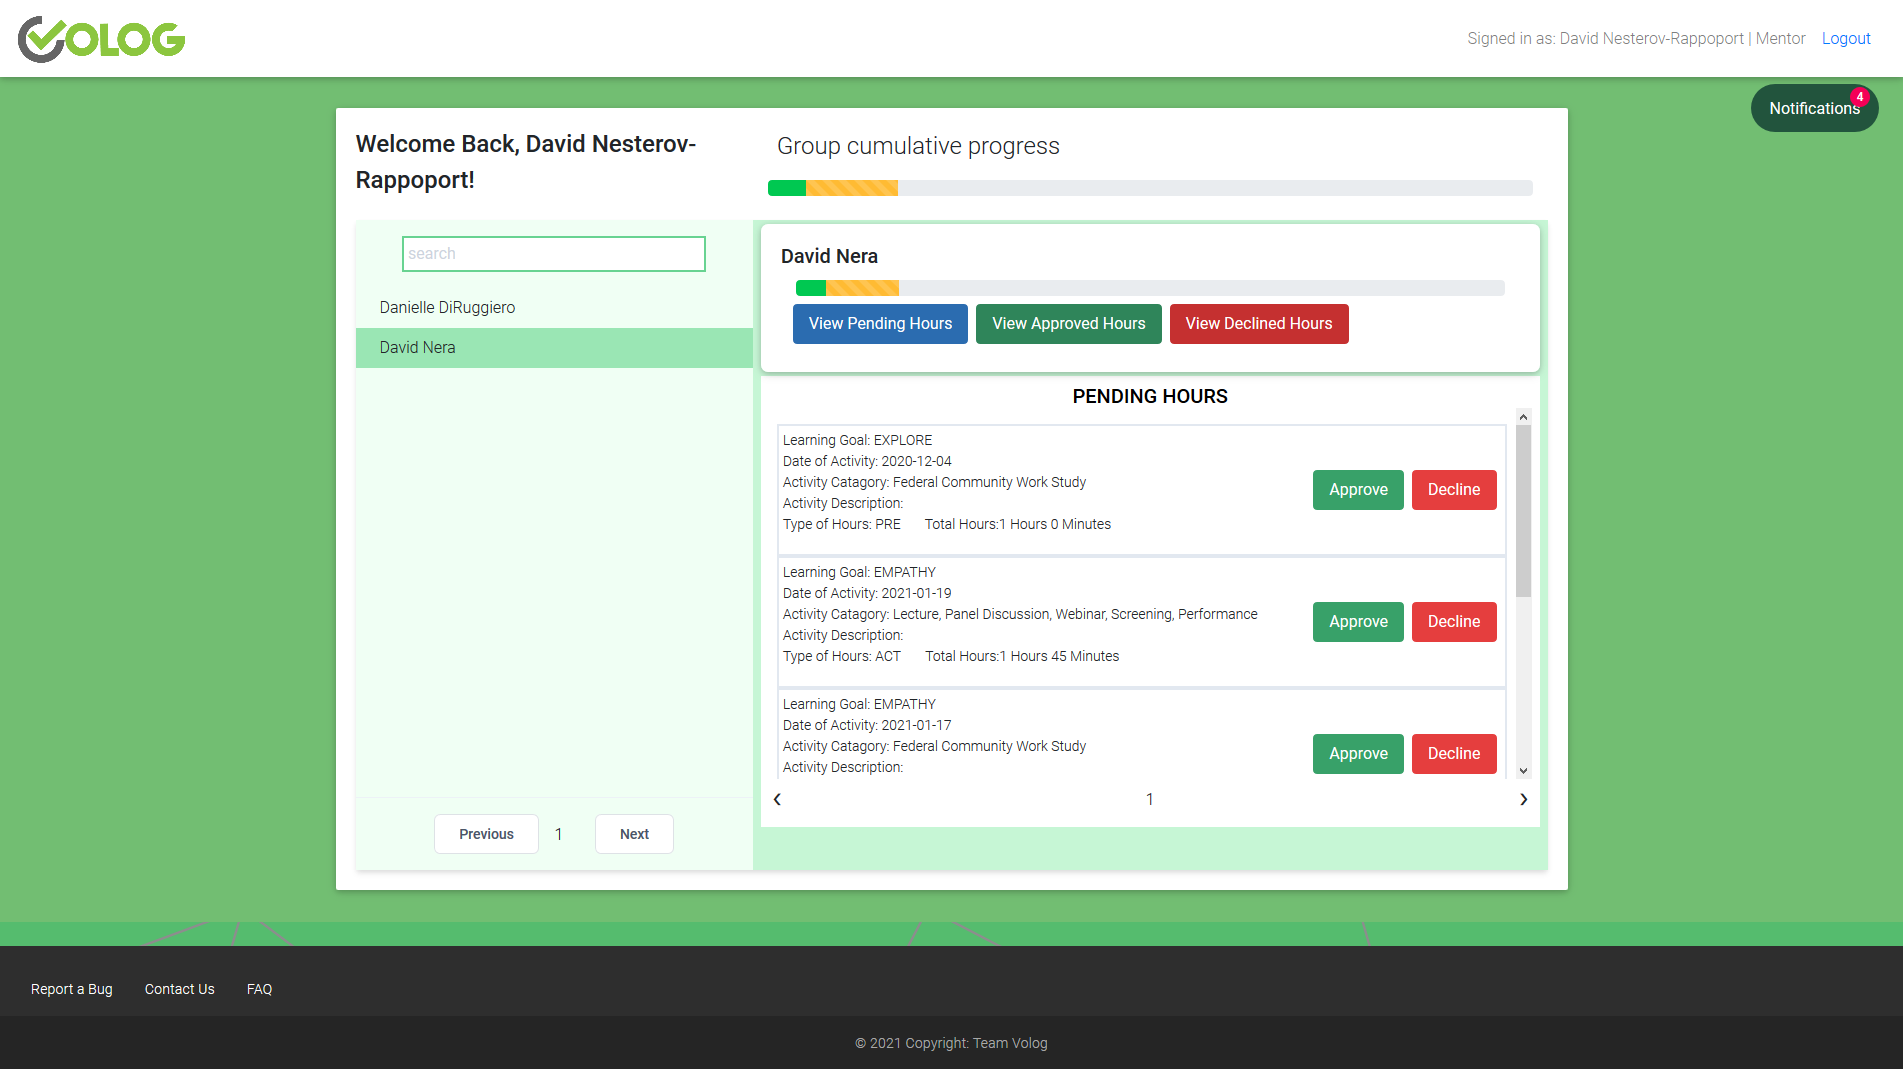 VOLOG
Signed in as: David Nesterov-Rappoport | Mentor Logout
Notifications 4
Welcome Back, David Nesterov-
Rappoport!
Group cumulative progress
search
Danielle DiRuggiero
David Nera
Previous 1 Next
David Nera
View Pending Hours View Approved Hours View Declined Hours
PENDING HOURS
Learning Goal: EXPLORE
Date of Activity: 2020-12-04
Activity Catagory: Federal Community Work Study
Activity Description:
Type of Hours: PRE Total Hours:1 Hours 0 Minutes
Approve Decline
Learning Goal: EMPATHY
Date of Activity: 2021-01-19
Activity Catagory: Lecture, Panel Discussion, Webinar, Screening, Performance
Activity Description:
Type of Hours: ACT Total Hours:1 Hours 45 Minutes
Approve Decline
Learning Goal: EMPATHY
Date of Activity: 2021-01-17
Activity Catagory: Federal Community Work Study
Activity Description:
Approve Decline
‹ 1 ›
Report a Bug Contact Us FAQ
© 2021 Copyright: Team Volog